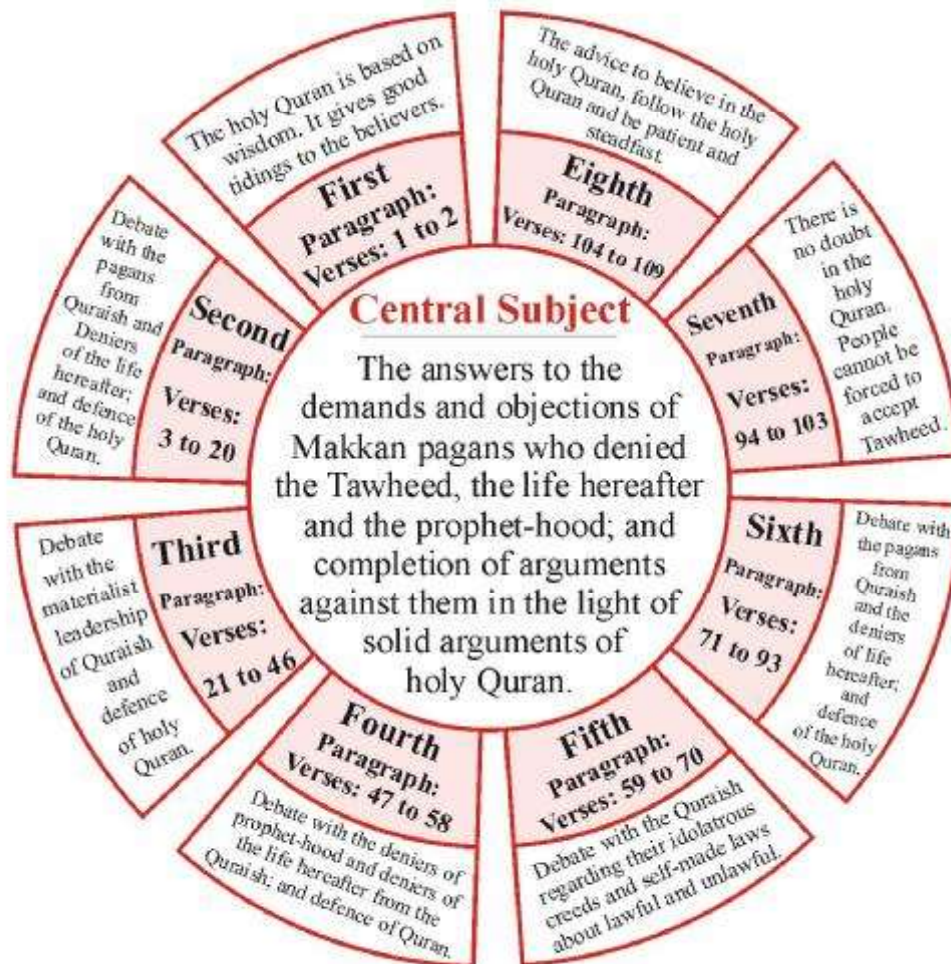 Central Subject
The answers to the
demands and objections of
Makkan pagans who denied
the Tawheed, the life hereafter
and the prophet-hood; and
completion of arguments
against them in the light of
solid arguments of
holy Quran.
First
Paragraph:
Verses: 1 to 2
The holy Quran is based on
wisdom. It gives good
tidings to the believers.
Second
Paragraph:
Verses:
3 to 20
Debate
with the
pagans
from
Quraish and
Deniers
of the life
hereafter;
and defence
of the holy
Quran.
Third
Paragraph:
Verses:
21 to 46
Debate
with the
materialist
leadership
of Quraish
and
defence
of holy
Quran.
Fourth
Paragraph:
Verses: 47 to 58
Debate with the deniers of
prophet-hood and deniers of
the life hereafter from the
Quraish; and defence of Quran.
Fifth
Paragraph:
Verses: 59 to 70
Debate with the Quraish
regarding their idolatrous
creeds and self-made laws
about lawful and unlawful.
Sixth
Paragraph:
Verses:
71 to 93
Debate with
the pagans
from
Quraish
and the
deniers
of life
hereafter;
and
defence
of the holy
Quran.
Seventh
Paragraph:
Verses:
94 to 103
There is
no doubt
in the
holy
Quran.
People
cannot be
forced to
accept
Tawheed.
Eighth
Paragraph:
Verses: 104 to 109
The advice to believe in the
holy Quran, follow the holy
Quran and be patient and
steadfast.